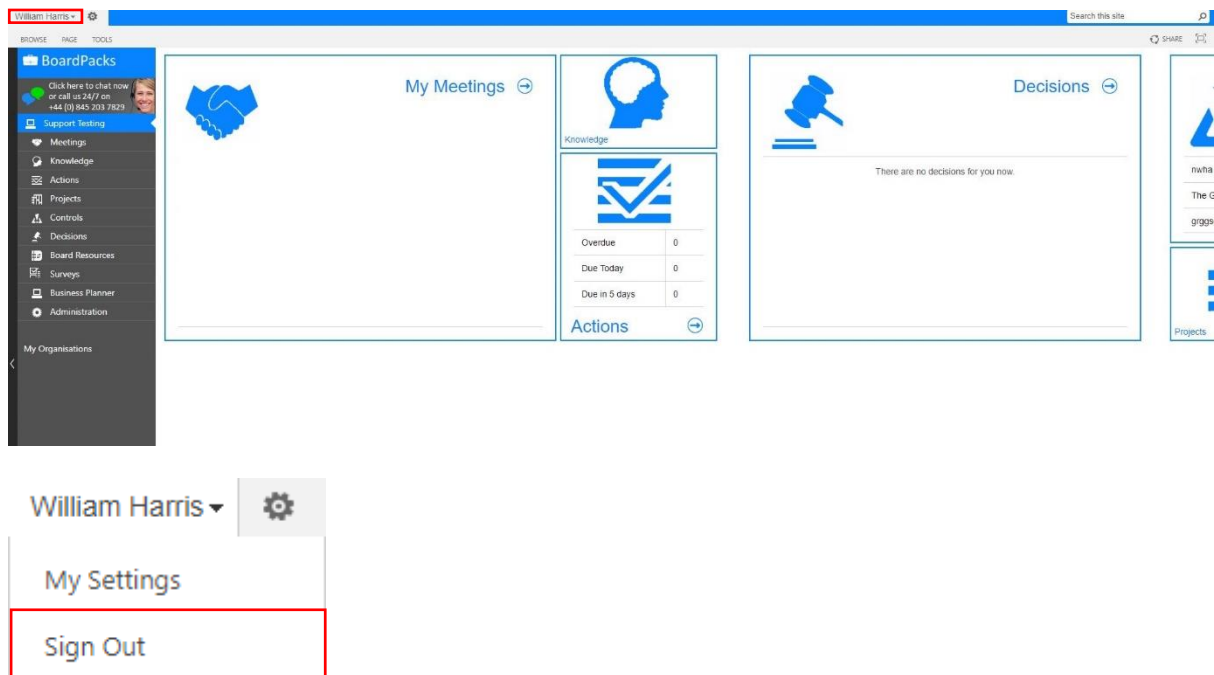 William Harris
Search this site
BROWSE PAGE TOOLS
SHARE
BoardPacks
Click here to chat now
or call us 24/7 on
+44 (0) 845 203 7829
Support Testing
Meetings
Knowledge
Actions
Projects
Controls
Decisions
Board Resources
Surveys
Business Planner
Administration
My Organisations
My Meetings
Knowledge
Overdue 0
Due Today 0
Due in 5 days 0
Actions
Decisions
There are no decisions for you now.
nwha
The G
grggs
Projects
William Harris
My Settings
Sign Out